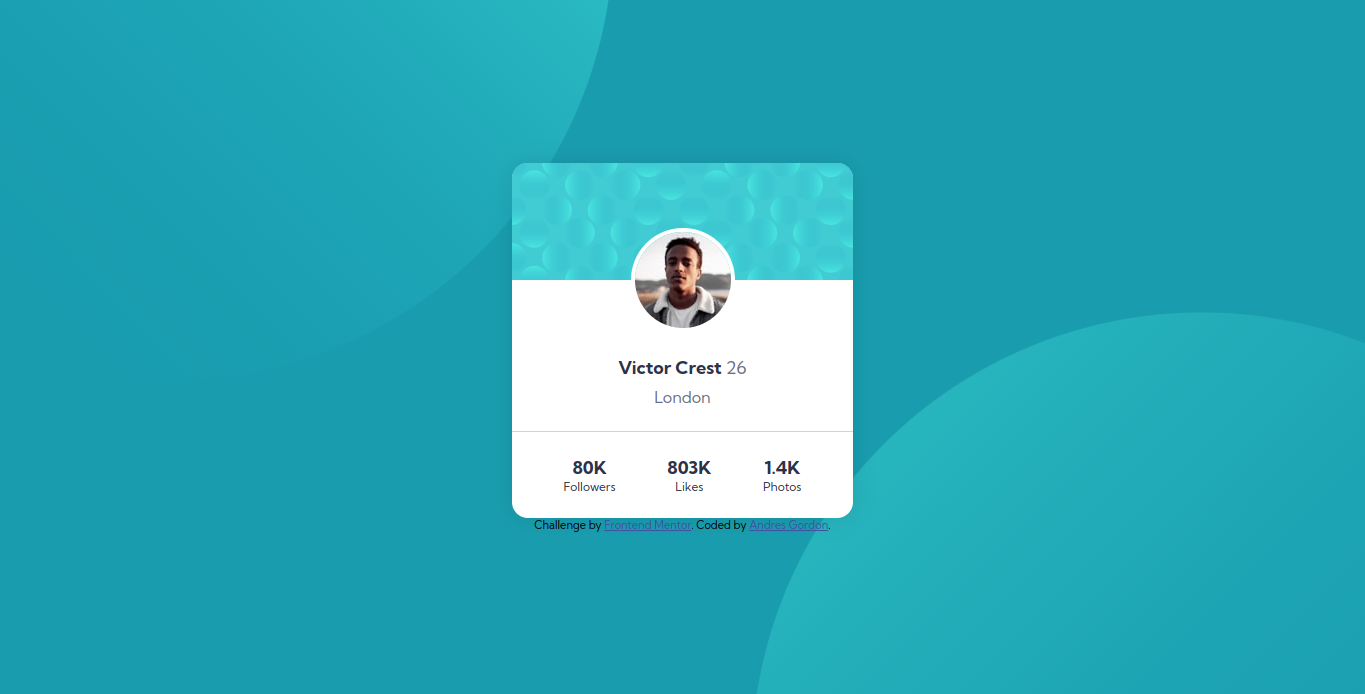 Victor Crest 26
London
80K 803K 1.4K
Followers Likes Photos
Challenge by Frontend Mentor. Coded by Andres Gordon.